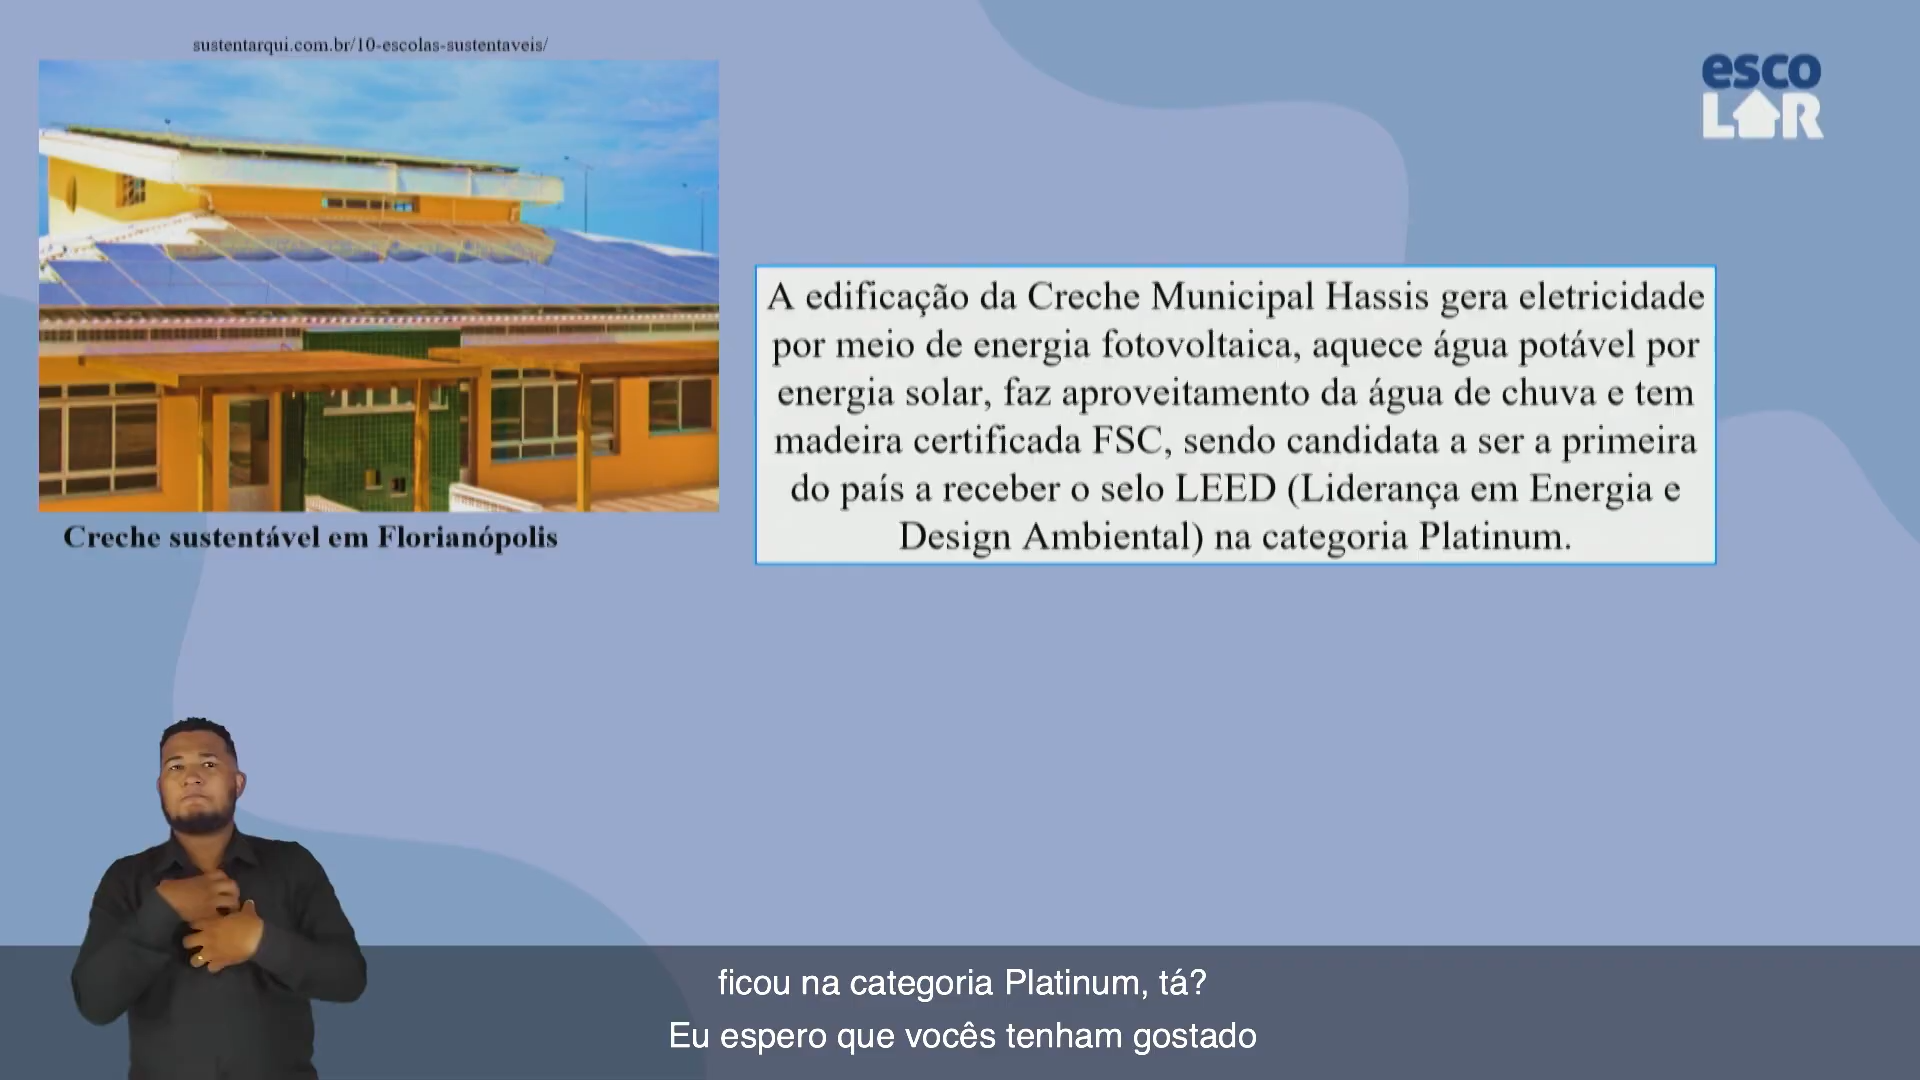 sustentarqui.com.br/10-escolas-sustentaveis/
esco
LAR
A edificação da Creche Municipal Hassis gera eletricidade
por meio de energia fotovoltaica, aquece água potável por
energia solar, faz aproveitamento da água de chuva e tem
madeira certificada FSC, sendo candidata a ser a primeira
do país a receber o selo LEED (Liderança em Energia e
Design Ambiental) na categoria Platinum.
Creche sustentável em Florianópolis
ficou na categoria Platinum, tá?
Eu espero que vocês tenham gostado